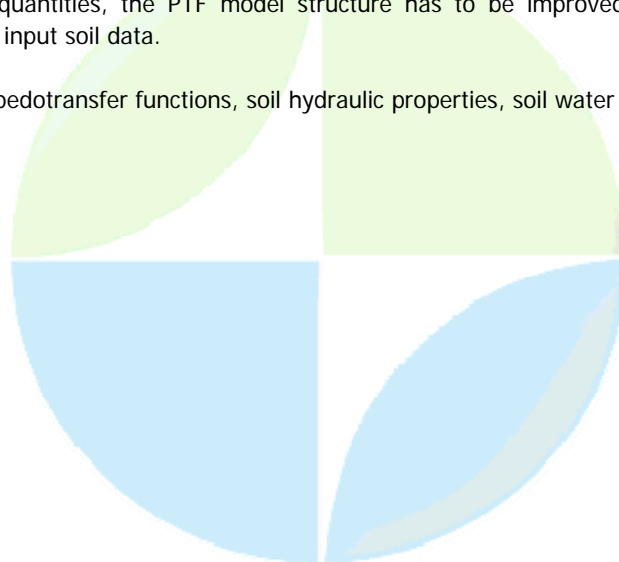 quantities, the PTF model structure has to be improved
input soil data.
pedotransfer functions, soil hydraulic properties, soil water